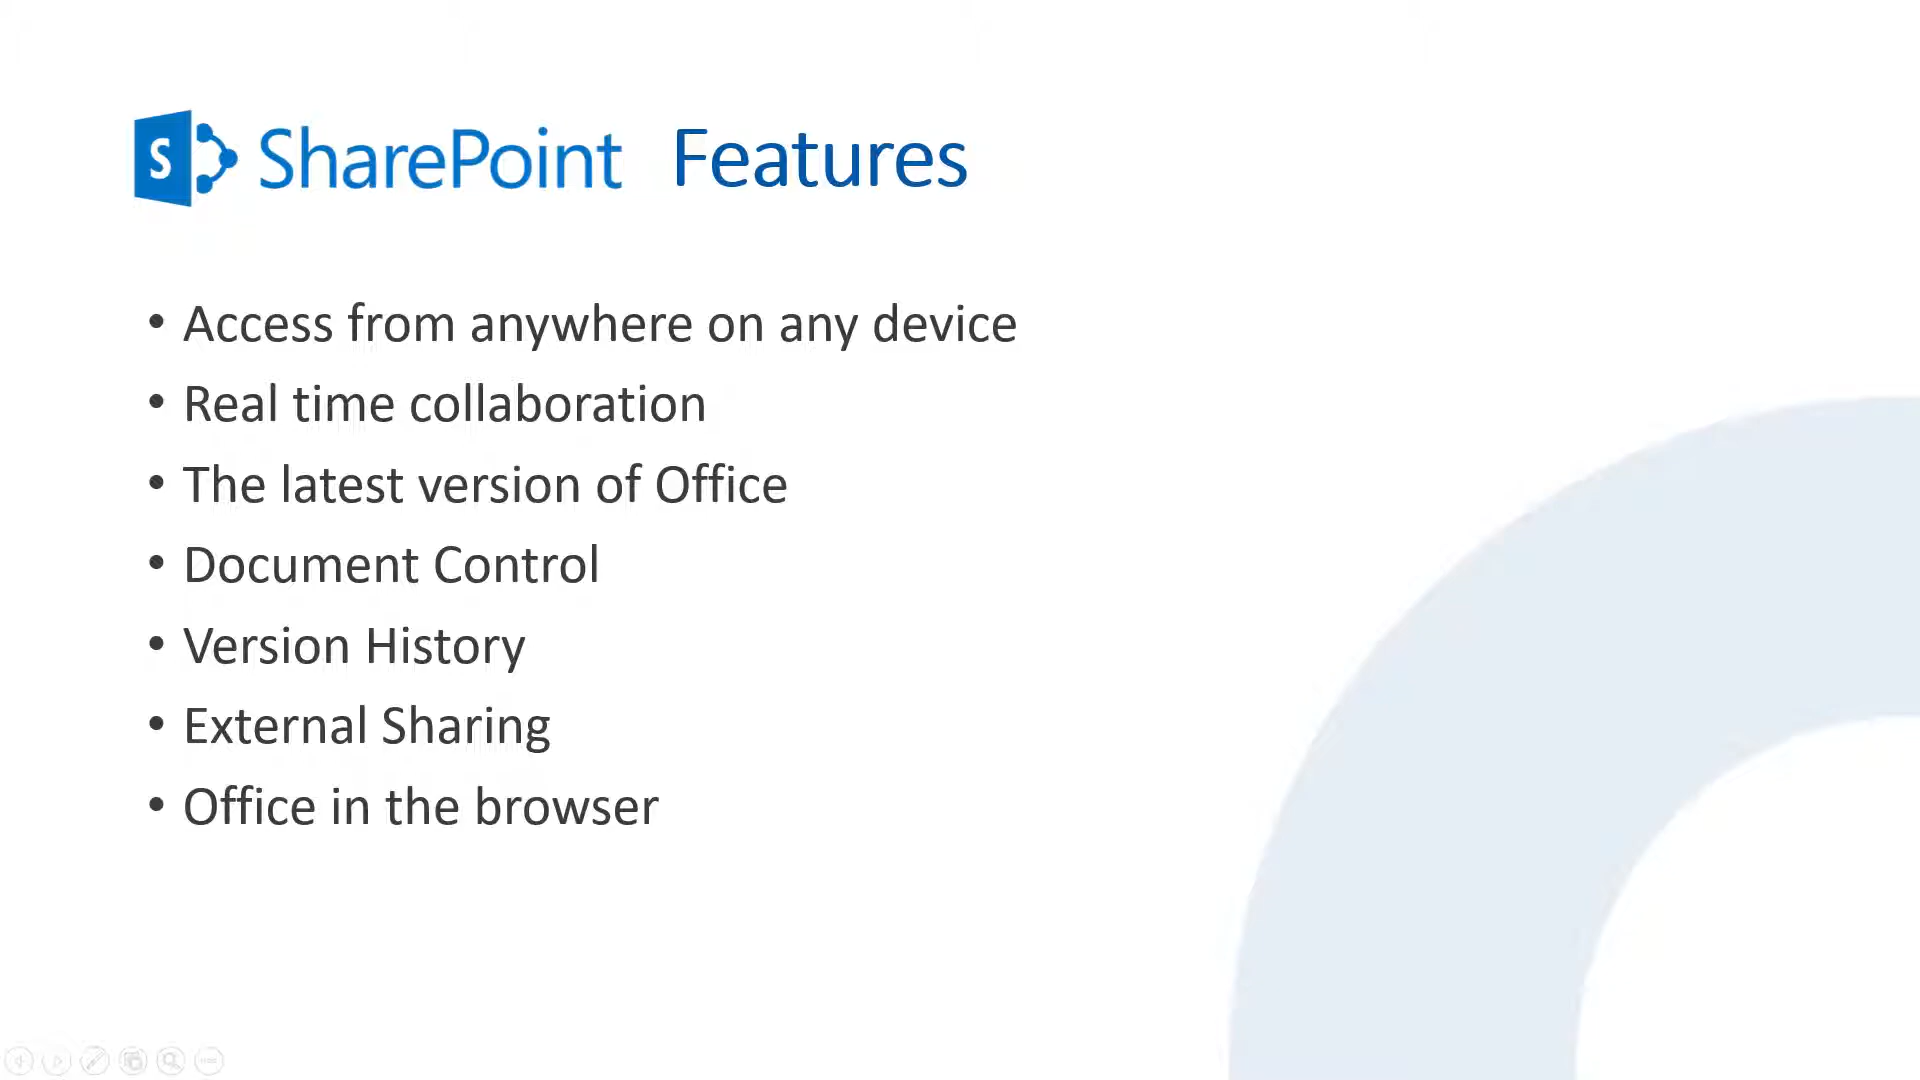 S SharePoint Features
• Access from anywhere on any device
• Real time collaboration
• The latest version of Office
• Document Control
• Version History
• External Sharing
• Office in the browser